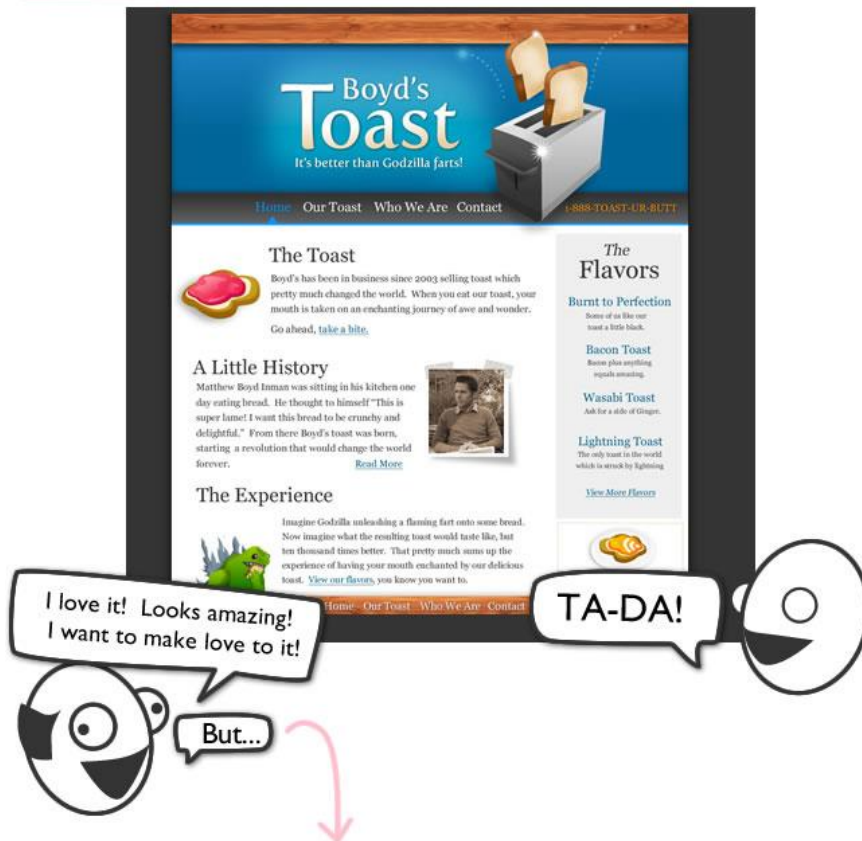 Boyd's
Toast
It's better than Godzilla farts!
Home Our Toast Who We Are Contact
1-888-TOAST-UR-BUTT
The Toast
Boyd's has been in business since 2003 selling toast which
pretty much changed the world. When you eat our toast, your
mouth is taken on an enchanting journey of awe and wonder.
Go ahead, take a bite.
A Little History
Matthew Boyd Inman was sitting in his kitchen one
day eating bread. He thought to himself "This is
super lame! I want this bread to be crunchy and
delightful." From there Boyd's toast was born,
starting a revolution that would change the world
forever. Read More
The Experience
Imagine Godzilla unleashing a flaming fart onto some bread.
Now imagine what the resulting toast would taste like, but
ten thousand times better. That pretty much sums up the
experience of having your mouth enchanted by our delicious
toast. View our flavors, you know you want to.
The
Flavors
Burnt to Perfection
Some of us like our
toast a little black.
Bacon Toast
Bacon plus anything
equals amazing.
Wasabi Toast
Ask for a side of Ginger.
Lightning Toast
The only toast in the world
which is struck by lightning
View More Flavors
Home Our Toast Who We Are Contact
TA-DA!
I love it! Looks amazing!
I want to make love to it!
But...